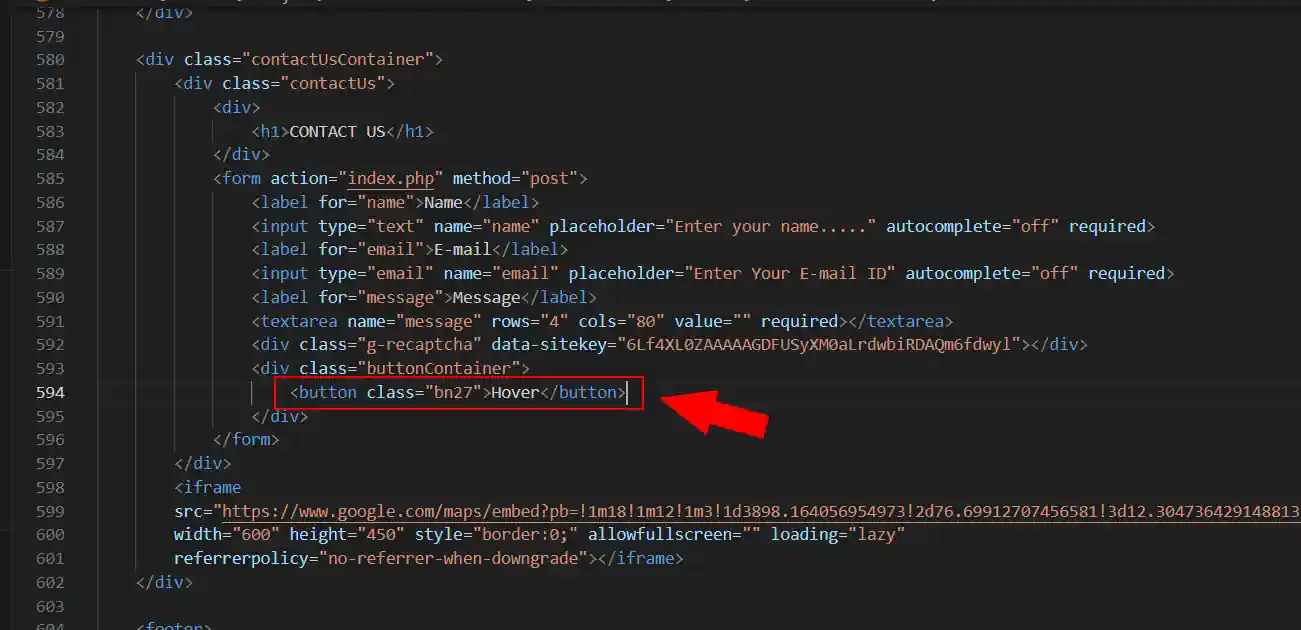 578 </div>
579
580 <div class="contactUsContainer">
581 <div class="contactUs">
582 <div>
583 <h1>CONTACT US</h1>
584 </div>
585 <form action="index.php" method="post">
586 <label for="name">Name</label>
587 <input type="text" name="name" placeholder="Enter your name....." autocomplete="off" required>
588 <label for="email">E-mail</label>
589 <input type="email" name="email" placeholder="Enter Your E-mail ID" autocomplete="off" required>
590 <label for="message">Message</label>
591 <textarea name="message" rows="4" cols="80" value="" required></textarea>
592 <div class="g-recaptcha" data-sitekey="6Lf4XL0ZAAAAAGDFUSyXM0aLrdwbiRDAQm6fdwyl"></div>
593 <div class="buttonContainer">
594 <button class="bn27">Hover</button>
595 </div>
596 </form>
597 </div>
598 <iframe
599 src="https://www.google.com/maps/embed?pb=!1m18!1m12!1m3!1d3898.164056954973!2d76.69912707456581!3d12.304736429148813
600 width="600" height="450" style="border:0;" allowfullscreen="" loading="lazy"
601 referrerpolicy="no-referrer-when-downgrade"></iframe>
602 </div>
603
604 <footer>